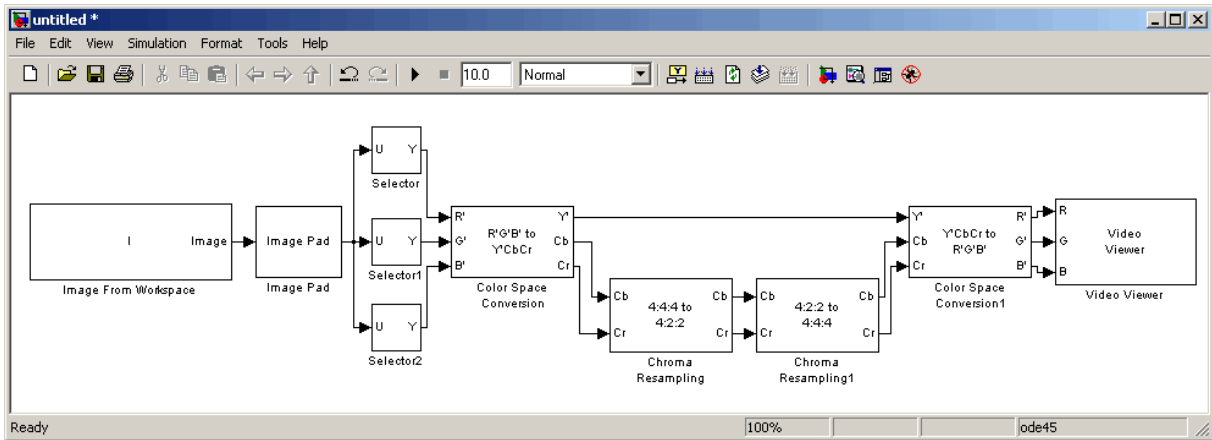 untitled *
File Edit View Simulation Format Tools Help
10.0 Normal
U Y
Selector
I Image
Image From Workspace
Image Pad
Image Pad
U Y
Selector1
U Y
Selector2
R' Y'
G' R'G'B' to Y'CbCr Cb
B' Cr
Color Space
Conversion
Cb 4:4:4 to Cb
Cr 4:2:2 Cr
Chroma
Resampling
Cb 4:2:2 to Cb
Cr 4:4:4 Cr
Chroma
Resampling1
Y' R'
Cb Y'CbCr to R'G'B' G'
Cr B'
Color Space
Conversion1
R
G Video Viewer
B
Video Viewer
Ready 100% ode45